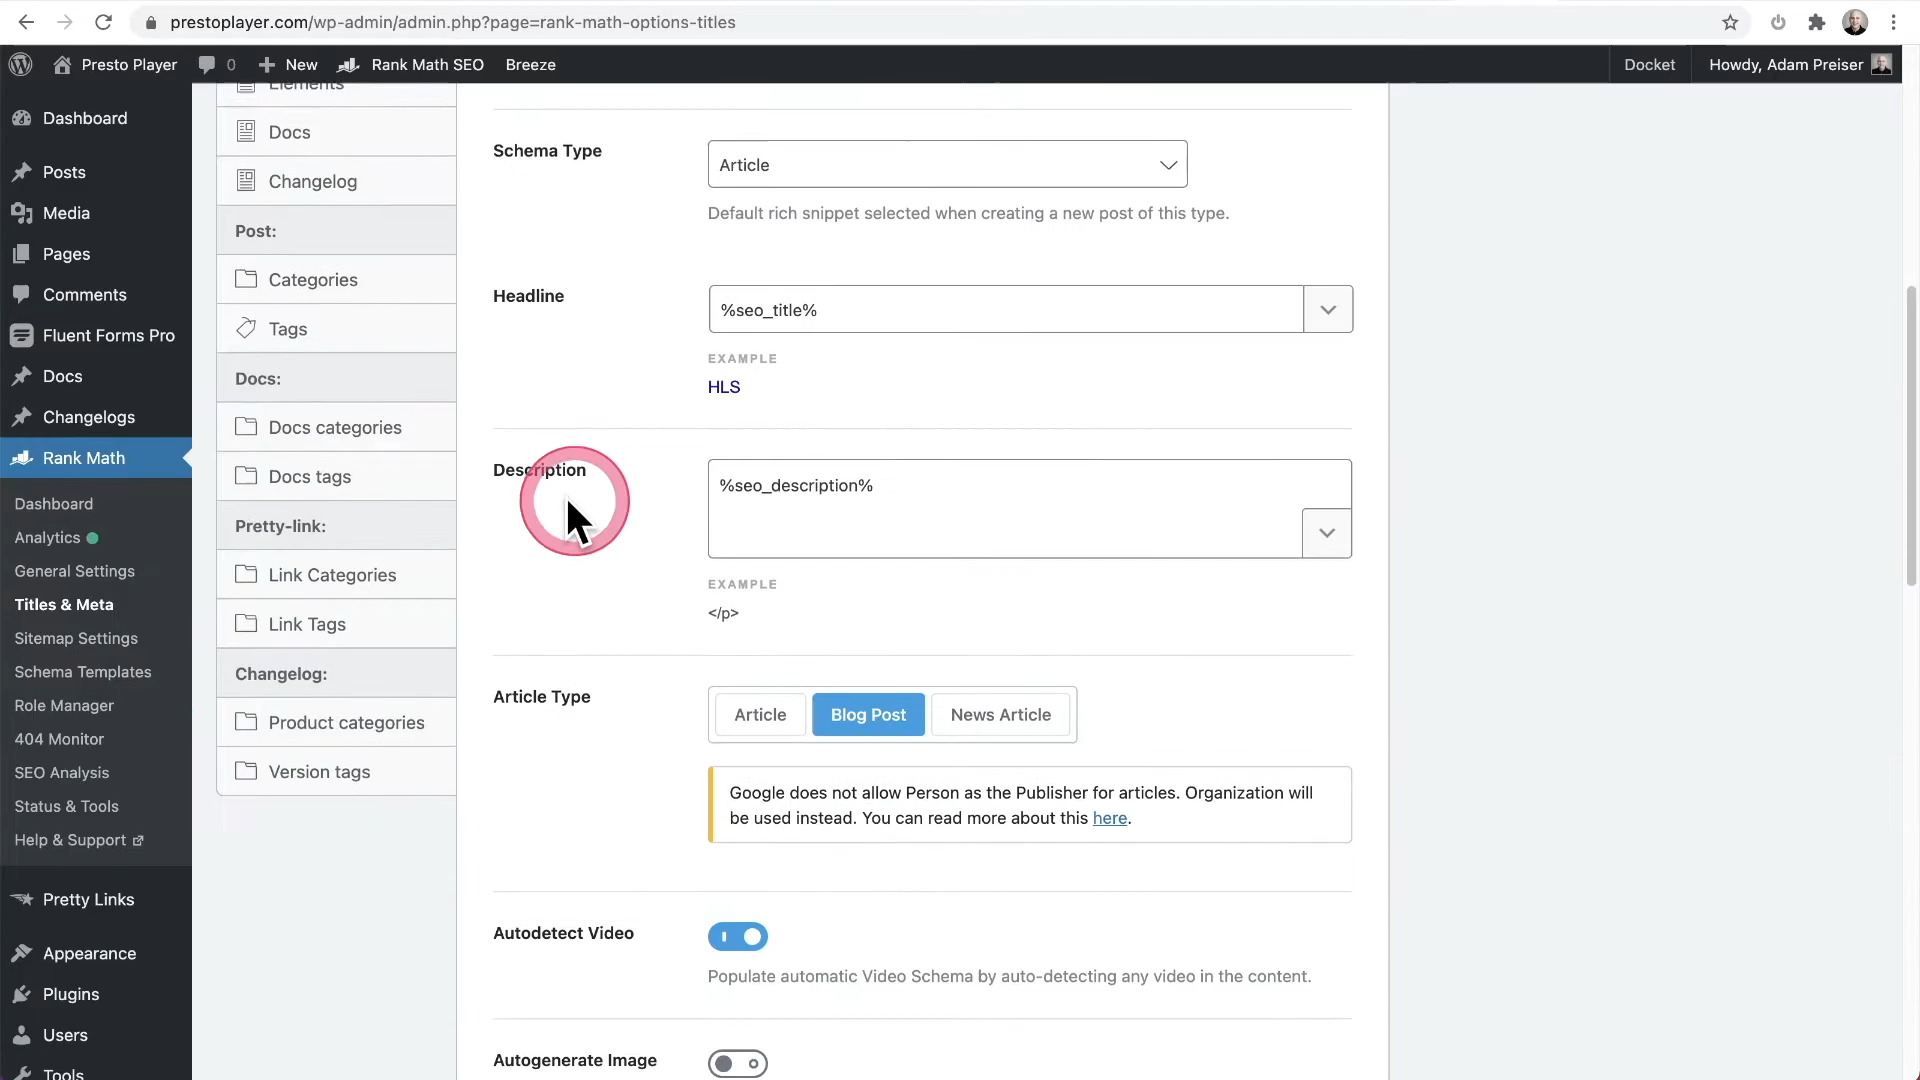 prestoplayer.com/wp-admin/admin.php?page=rank-math-options-titles
Presto Player
0
New
Rank Math SEO
Breeze
Docket
Howdy, Adam Preiser
Dashboard
Posts
Media
Pages
Comments
Fluent Forms Pro
Docs
Changelogs
Rank Math
Dashboard
Analytics
General Settings
Titles & Meta
Sitemap Settings
Schema Templates
Role Manager
404 Monitor
SEO Analysis
Status & Tools
Help & Support
Pretty Links
Appearance
Plugins
Users
Tools
Elements
Docs
Changelog
Post:
Categories
Tags
Docs:
Docs categories
Docs tags
Pretty-link:
Link Categories
Link Tags
Changelog:
Product categories
Version tags
Schema Type
Article
Default rich snippet selected when creating a new post of this type.
Headline
%seo_title%
EXAMPLE
HLS
Description
%seo_description%
EXAMPLE
</p>
Article Type
Article
Blog Post
News Article
Google does not allow Person as the Publisher for articles. Organization will
be used instead. You can read more about this here.
Autodetect Video
Populate automatic Video Schema by auto-detecting any video in the content.
Autogenerate Image